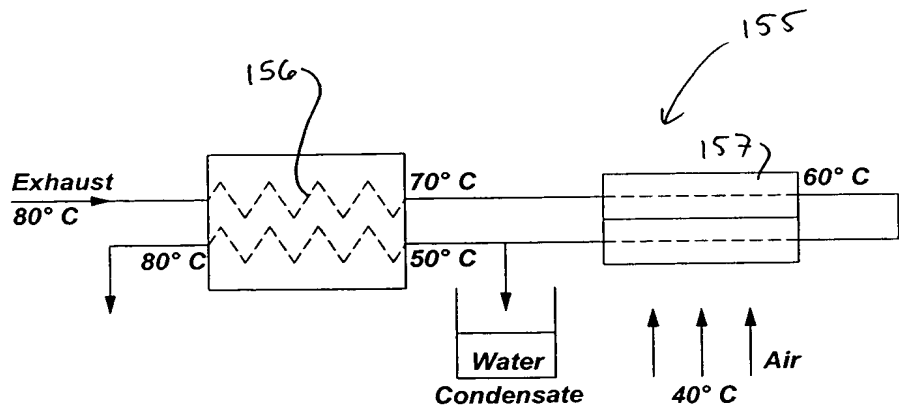 155
156
157
Exhaust
80° C
70° C
60° C
80° C
50° C
Water
Condensate
Air
40° C